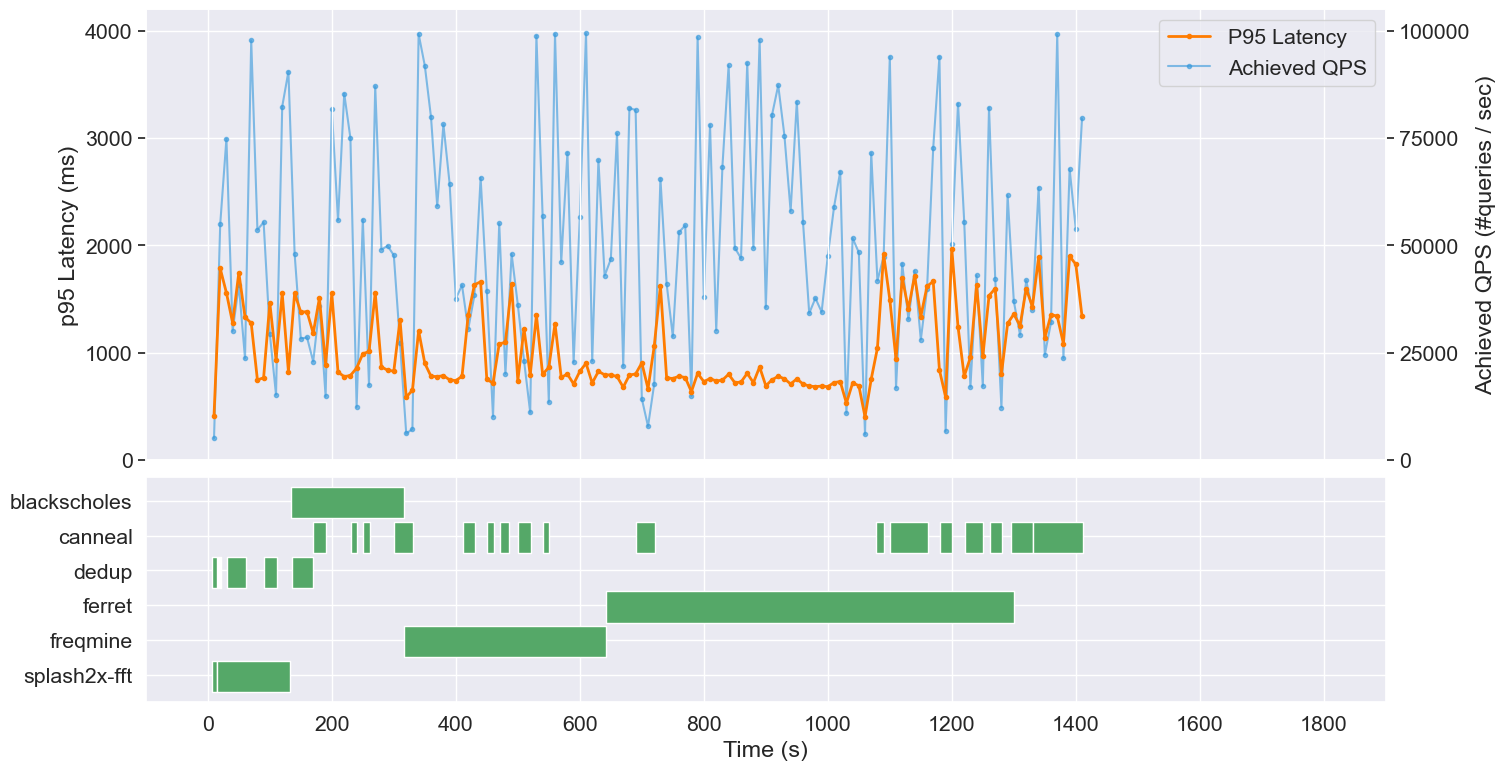 4000
3000
2000
1000
0
p95 Latency (ms)
P95 Latency
Achieved QPS
100000
75000
50000
25000
0
Achieved QPS (#queries / sec)
blackscholes
canneal
dedup
ferret
freqmine
splash2x-fft
0 200 400 600 800 1000 1200 1400 1600 1800
Time (s)